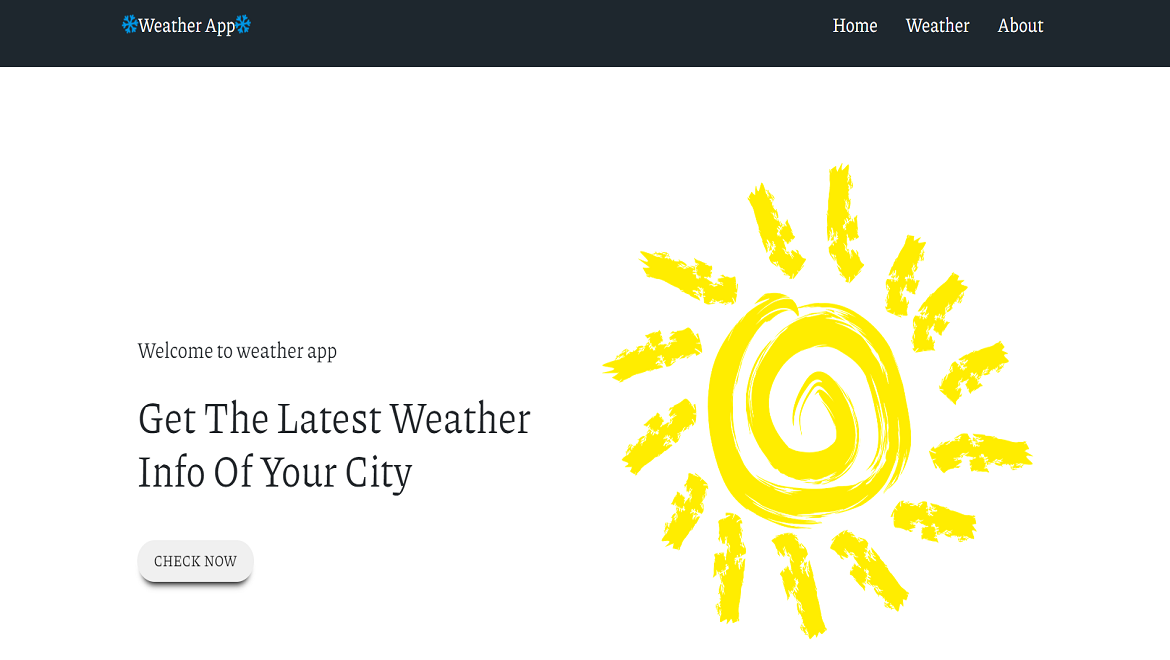 ❄Weather App❄
Home Weather About
Welcome to weather app
Get The Latest Weather
Info Of Your City
CHECK NOW